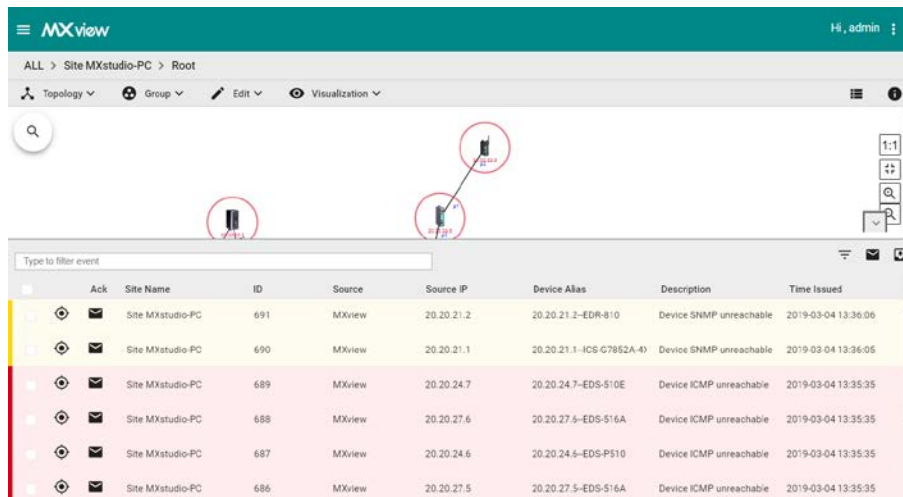 MXview
Hi, admin
ALL > Site MXstudio-PC > Root
Topology Group Edit Visualization
1:1
Type to filter event
Ack Site Name ID Source Source IP Device Alias Description Time Issued
Site MXstudio-PC 691 MXview 20.20.21.2 20.20.21.2--EDR-810 Device SNMP unreachable 2019-03-04 13:36:06
Site MXstudio-PC 690 MXview 20.20.21.1 20.20.21.1--ICS-G7852A-4) Device SNMP unreachable 2019-03-04 13:36:05
Site MXstudio-PC 689 MXview 20.20.24.7 20.20.24.7--EDS-510E Device ICMP unreachable 2019-03-04 13:35:35
Site MXstudio-PC 688 MXview 20.20.27.6 20.20.27.6--EDS-516A Device ICMP unreachable 2019-03-04 13:35:35
Site MXstudio-PC 687 MXview 20.20.24.6 20.20.24.6--EDS-P510 Device ICMP unreachable 2019-03-04 13:35:35
Site MXstudio-PC 686 MXview 20.20.27.5 20.20.27.5--EDS-516A Device ICMP unreachable 2019-03-04 13:35:35